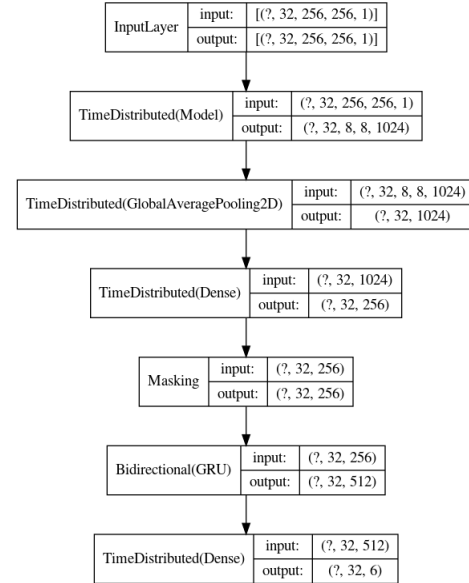 InputLayer input: [(?, 32, 256, 256, 1)]
output: [(?, 32, 256, 256, 1)]
TimeDistributed(Model) input: (?, 32, 256, 256, 1)
output: (?, 32, 8, 8, 1024)
TimeDistributed(GlobalAveragePooling2D) input: (?, 32, 8, 8, 1024)
output: (?, 32, 1024)
TimeDistributed(Dense) input: (?, 32, 1024)
output: (?, 32, 256)
Masking input: (?, 32, 256)
output: (?, 32, 256)
Bidirectional(GRU) input: (?, 32, 256)
output: (?, 32, 512)
TimeDistributed(Dense) input: (?, 32, 512)
output: (?, 32, 6)